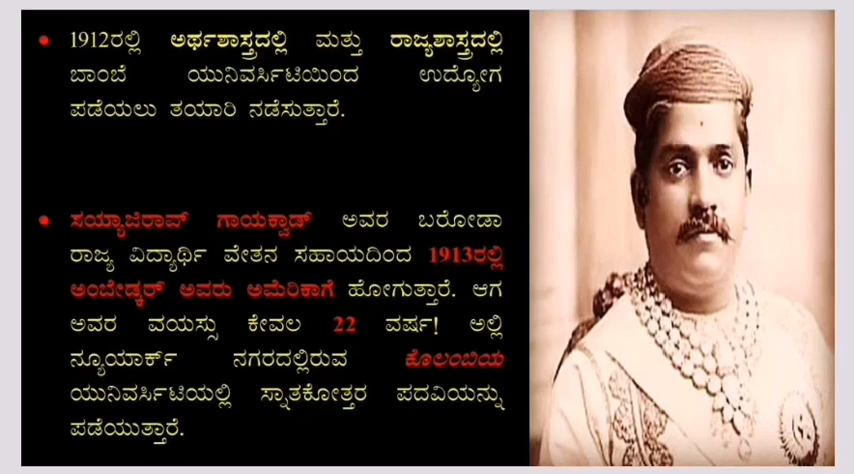 1912ರಲ್ಲಿ ಅರ್ಥಶಾಸ್ತ್ರದಲ್ಲಿ ಮತ್ತು ರಾಜ್ಯಶಾಸ್ತ್ರದಲ್ಲಿ
ಬಾಂಬೆ ಯುನಿವರ್ಸಿಟಿಯಿಂದ ಉದ್ಯೋಗ
ಪಡೆಯಲು ತಯಾರಿ ನಡೆಸುತ್ತಾರೆ.
ಸಯ್ಯಾಜಿರಾವ್ ಗಾಯಕ್ವಾಡ್ ಅವರ ಬರೋಡಾ
ರಾಜ್ಯ ವಿದ್ಯಾರ್ಥಿ ವೇತನ ಸಹಾಯದಿಂದ 1913ರಲ್ಲಿ
ಅಂಬೇಡ್ಕರ್ ಅವರು ಅಮೆರಿಕಾಗೆ ಹೋಗುತ್ತಾರೆ. ಆಗ
ಅವರ ವಯಸ್ಸು ಕೇವಲ 22 ವರ್ಷ! ಅಲ್ಲಿ
ನ್ಯೂಯಾರ್ಕ್ ನಗರದಲ್ಲಿರುವ ಕೊಲಂಬಿಯ
ಯುನಿವರ್ಸಿಟಿಯಲ್ಲಿ ಸ್ನಾತಕೋತ್ತರ ಪದವಿಯನ್ನು
ಪಡೆಯುತ್ತಾರೆ.